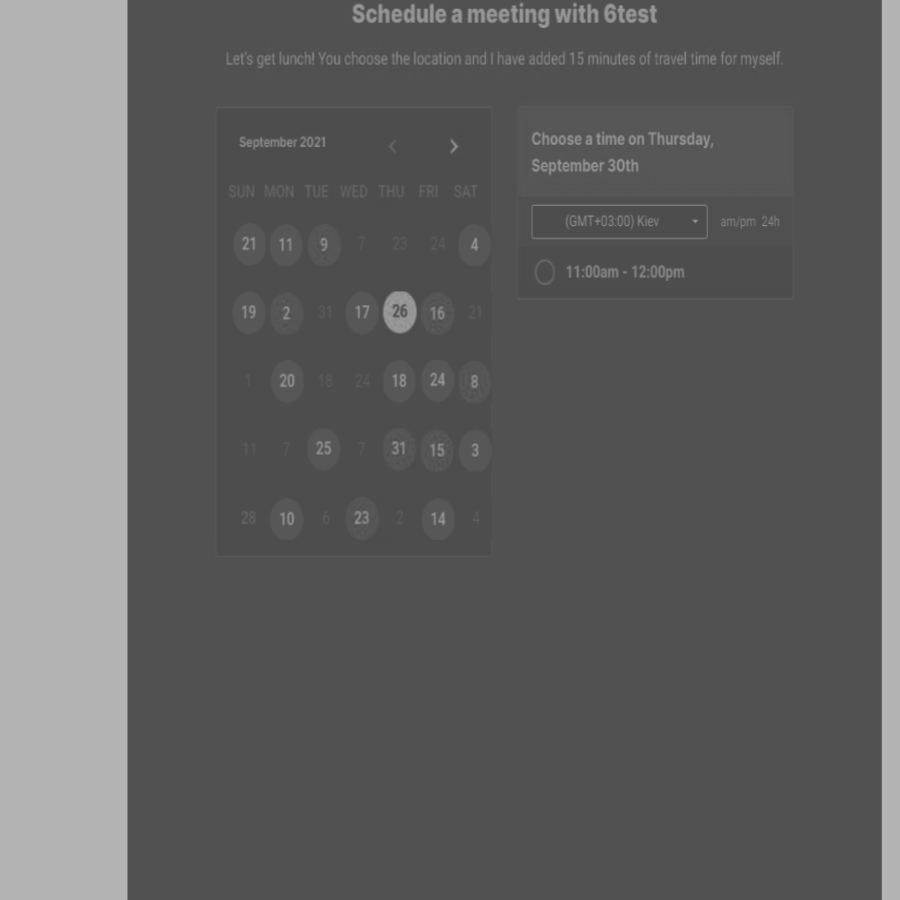 Schedule a meeting with 6test
Let's get lunch! You choose the location and I have added 15 minutes of travel time for myself.
September 2021
SUN MON TUE WED THU FRI SAT
21 11 9 7 23 24 4
19 2 31 17 26 16 21
1 20 18 24 18 24 8
11 7 25 7 31 15 3
28 10 6 23 2 14 4
Choose a time on Thursday,
September 30th
(GMT+03:00) Kiev am/pm 24h
11:00am - 12:00pm